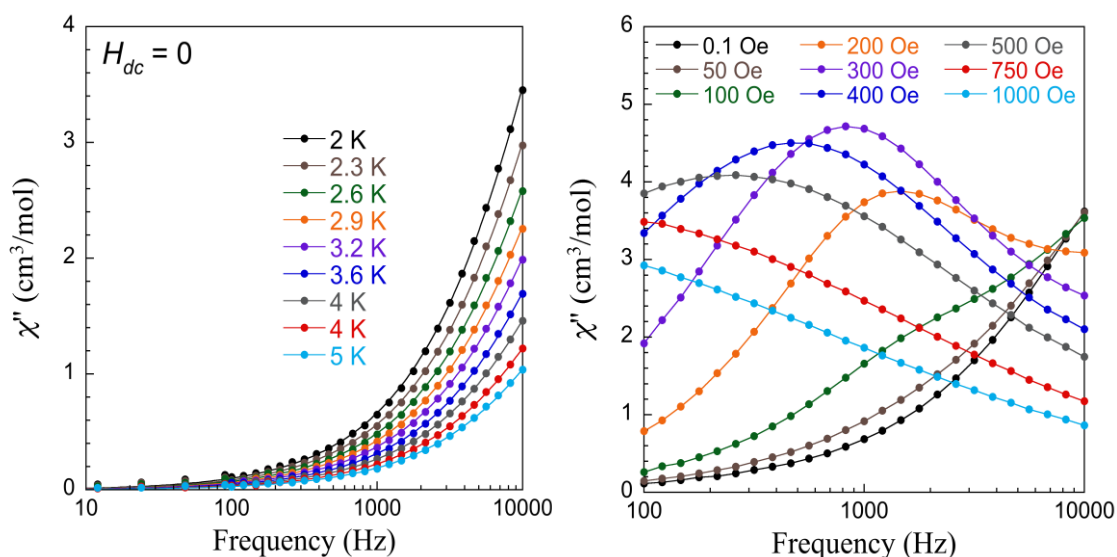 H_dc = 0
4
3
2
1
0
χ" (cm³/mol)
2 K
2.3 K
2.6 K
2.9 K
3.2 K
3.6 K
4 K
4 K
5 K
10 100 1000 10000
Frequency (Hz)
0.1 Oe 200 Oe 500 Oe
50 Oe 300 Oe 750 Oe
100 Oe 400 Oe 1000 Oe
6
5
4
3
2
1
0
χ" (cm³/mol)
100 1000 10000
Frequency (Hz)